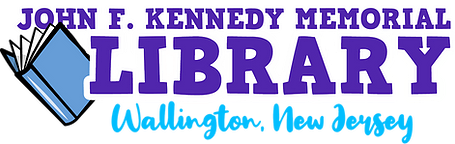 JOHN F. KENNEDY MEMORIAL
LIBRARY
Wallington, New Jersey